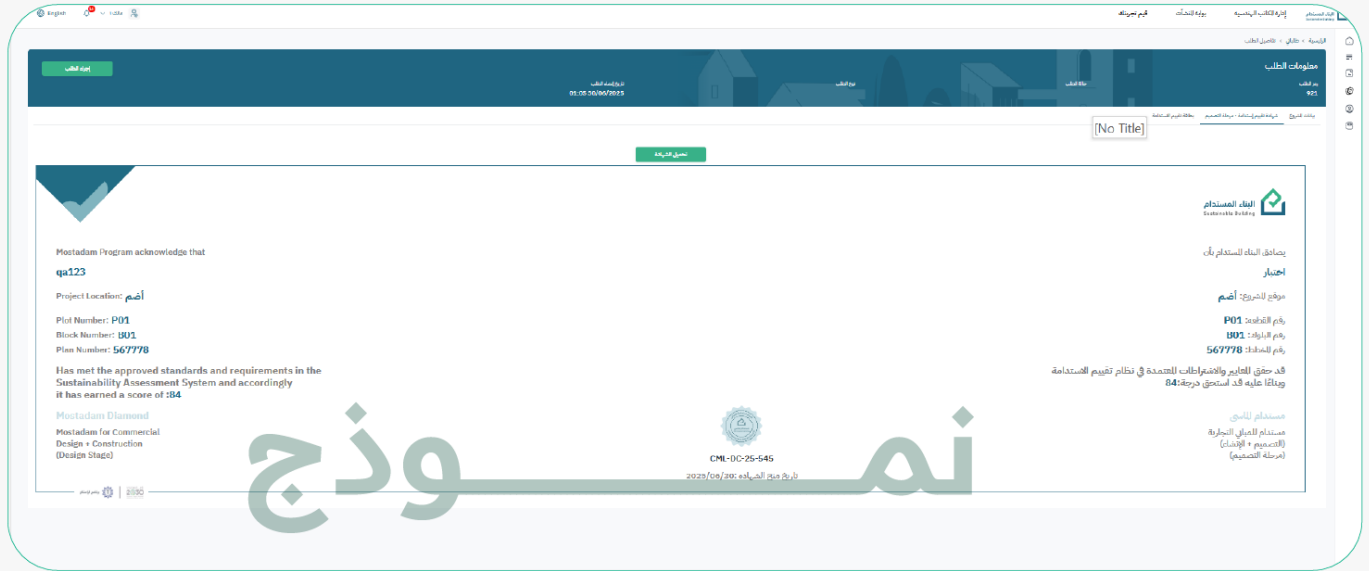 English
إدارة المكاتب الهندسية
بوابة المنشآت
قيم تجربتك
الرئيسية > طلباتي > تفاصيل الطلب
معلومات الطلب
إجراء الطلب
رمز الطلب
921
حالة الطلب
نوع الطلب
تاريخ إنشاء الطلب
01:05 30/06/2025
بيانات المشروع
شهادة تقييم إستدامة - مرحلة التصميم
بطاقة تقييم الاستدامة
[No Title]
تحميل الشهادة
البناء المستدام
Sustainable Building
يصادق البناء المستدام بأن
اختبار
موقع المشروع: أضم
رقم القطعة: P01
رقم البلوك: B01
رقم المخطط: 567778
قد حقق المعايير والاشتراطات المعتمدة في نظام تقييم الاستدامة
وبناءًا عليه قد استحق درجة:84
مستدام الماسي
مستدام للمباني التجارية
(التصميم + الإنشاء)
(مرحلة التصميم)
Mostadam Program acknowledge that
qa123
Project Location: أضم
Plot Number: P01
Block Number: B01
Plan Number: 567778
Has met the approved standards and requirements in the
Sustainability Assessment System and accordingly
it has earned a score of :84
Mostadam Diamond
Mostadam for Commercial
Design + Construction
(Design Stage)
CML-DC-25-545
تاريخ منح الشهادة :2025/06/30
2030
نمـــــوذج